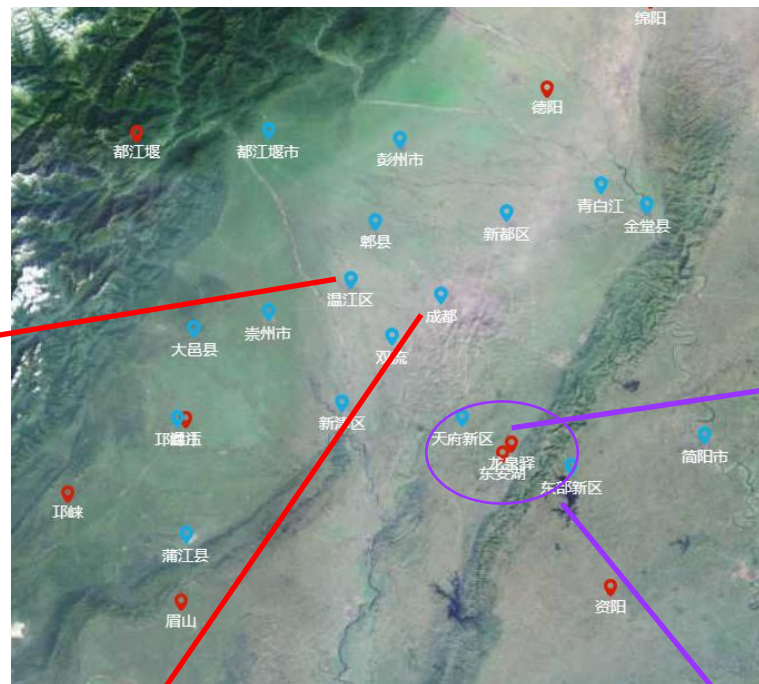 绵阳
德阳
都江堰
都江堰市
彭州市
青白江
金堂县
郫县
新都区
温江区
成都
崇州市
大邑县
双流
新津区
天府新区
龙泉驿
东安湖
简阳市
东部新区
邛崃
蒲江县
资阳
眉山